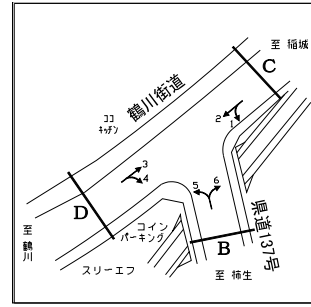 至 稲城
C
鶴川街道
ココ
キッチン
2
1
3
4
D
5
6
県道137号
至 鶴川
コイン
パーキング
B
スリーエフ
至 柿生